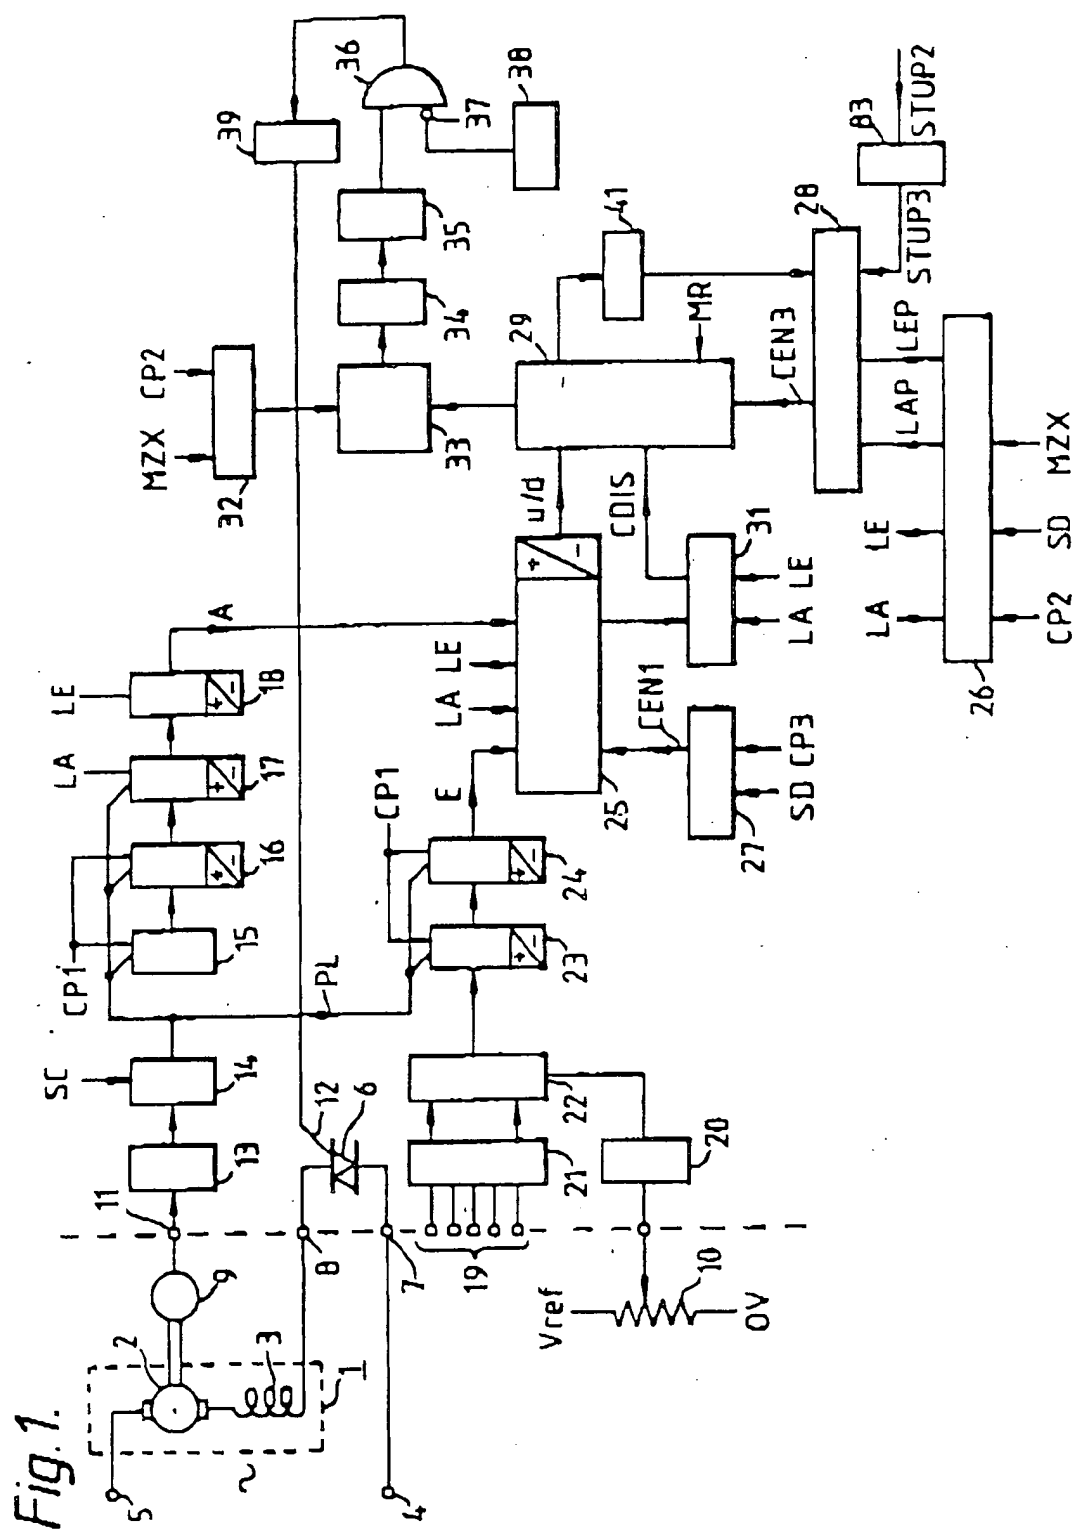 Fig.1.
5
2
9
11
13
14
SC
CP1
15
16
17
LA
18
LE
A
MZX
CP2
32
33
34
35
36
37
38
39
1
3
8
12
6
PL
4
7
19
21
22
23
24
CP1
E
LA
LE
25
u/d
29
MR
41
CDIS
CEN3
Vref
10
0V
20
27
CEN1
SD
CP3
31
LA
LE
28
83
STUP2
STUP3
LAP
LEP
26
LA
LE
CP2
SD
MZX